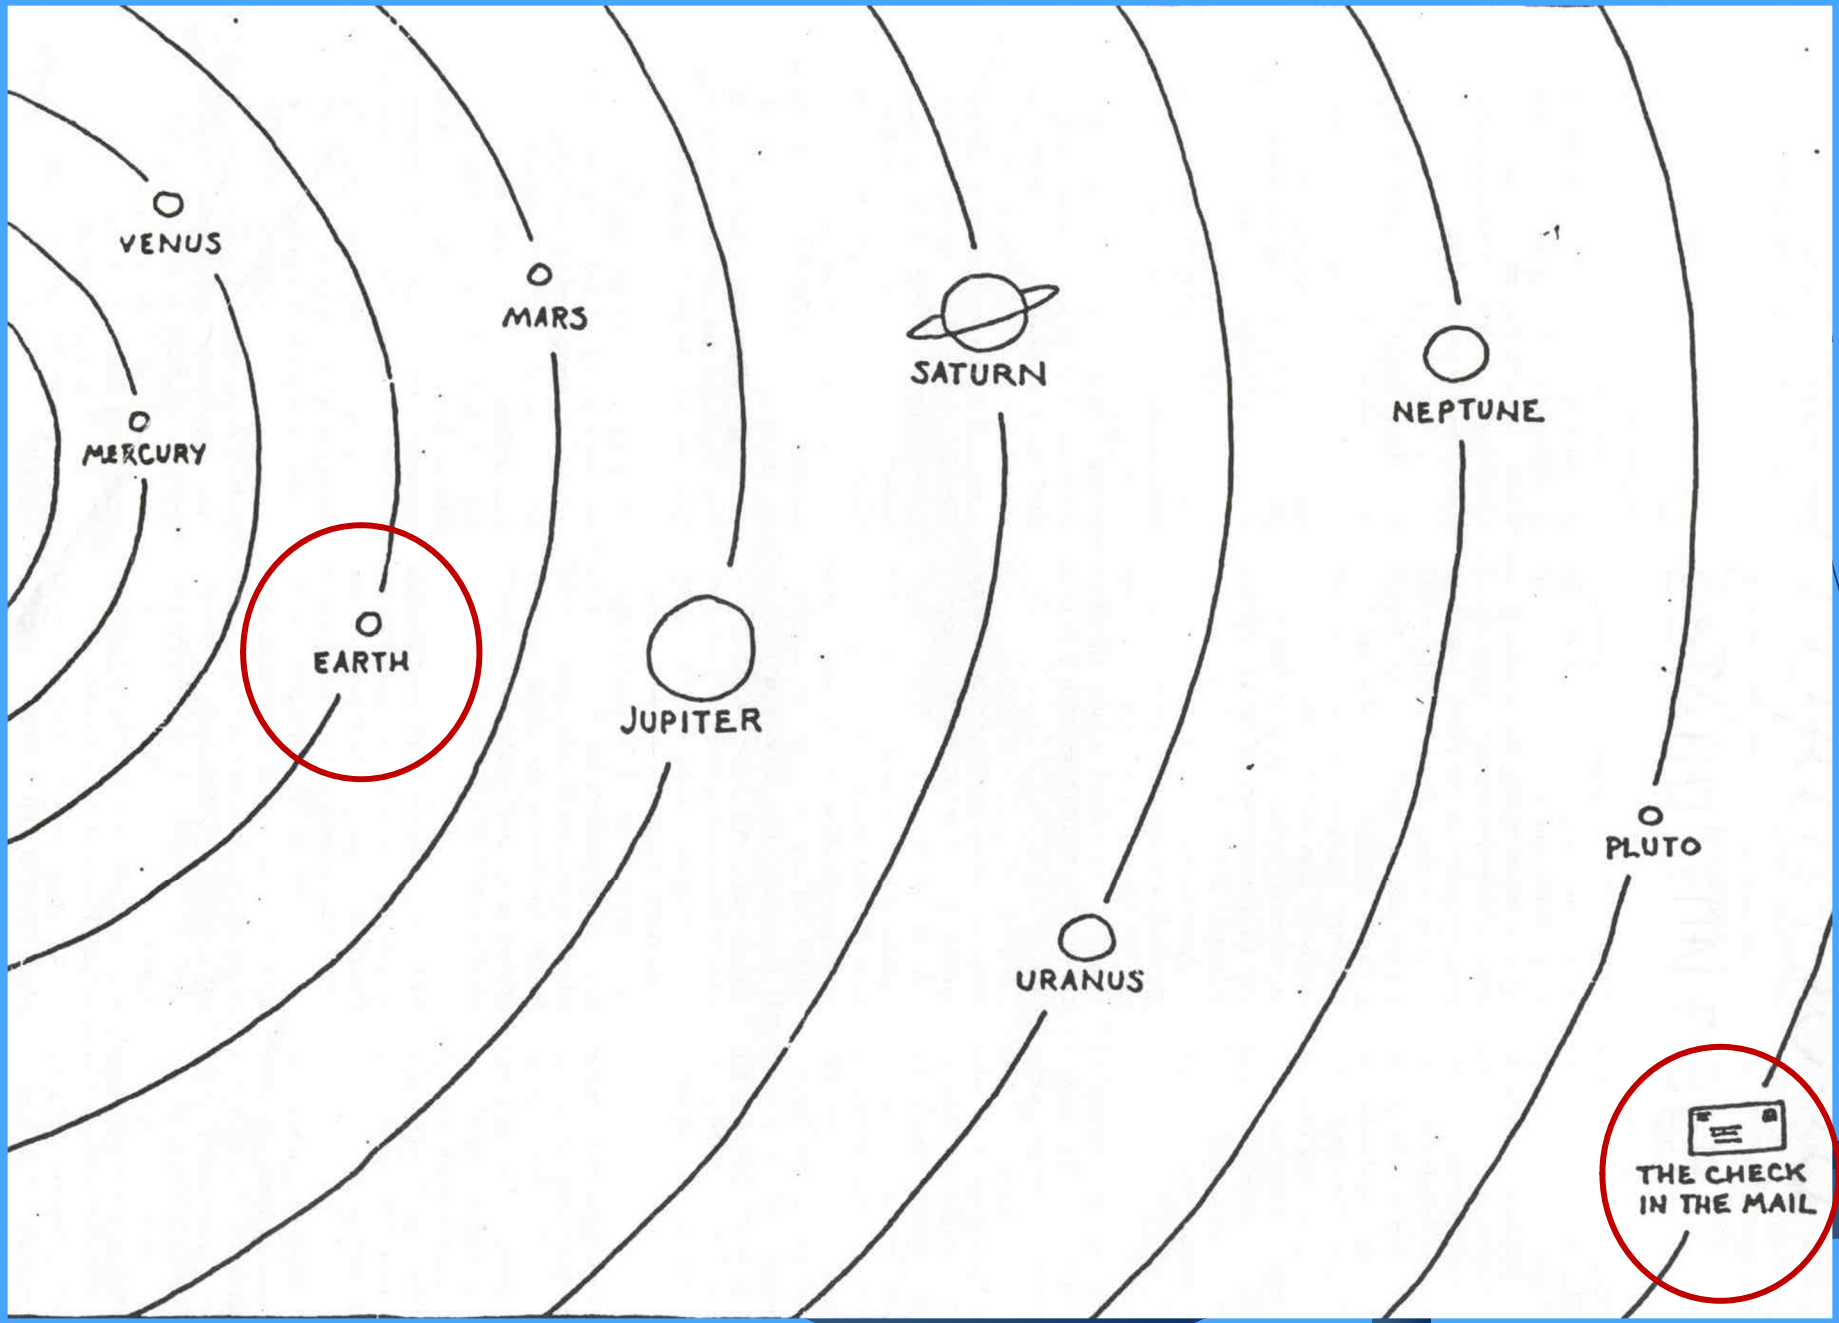 VENUS
MERCURY
EARTH
MARS
JUPITER
SATURN
URANUS
NEPTUNE
PLUTO
THE CHECK
IN THE MAIL